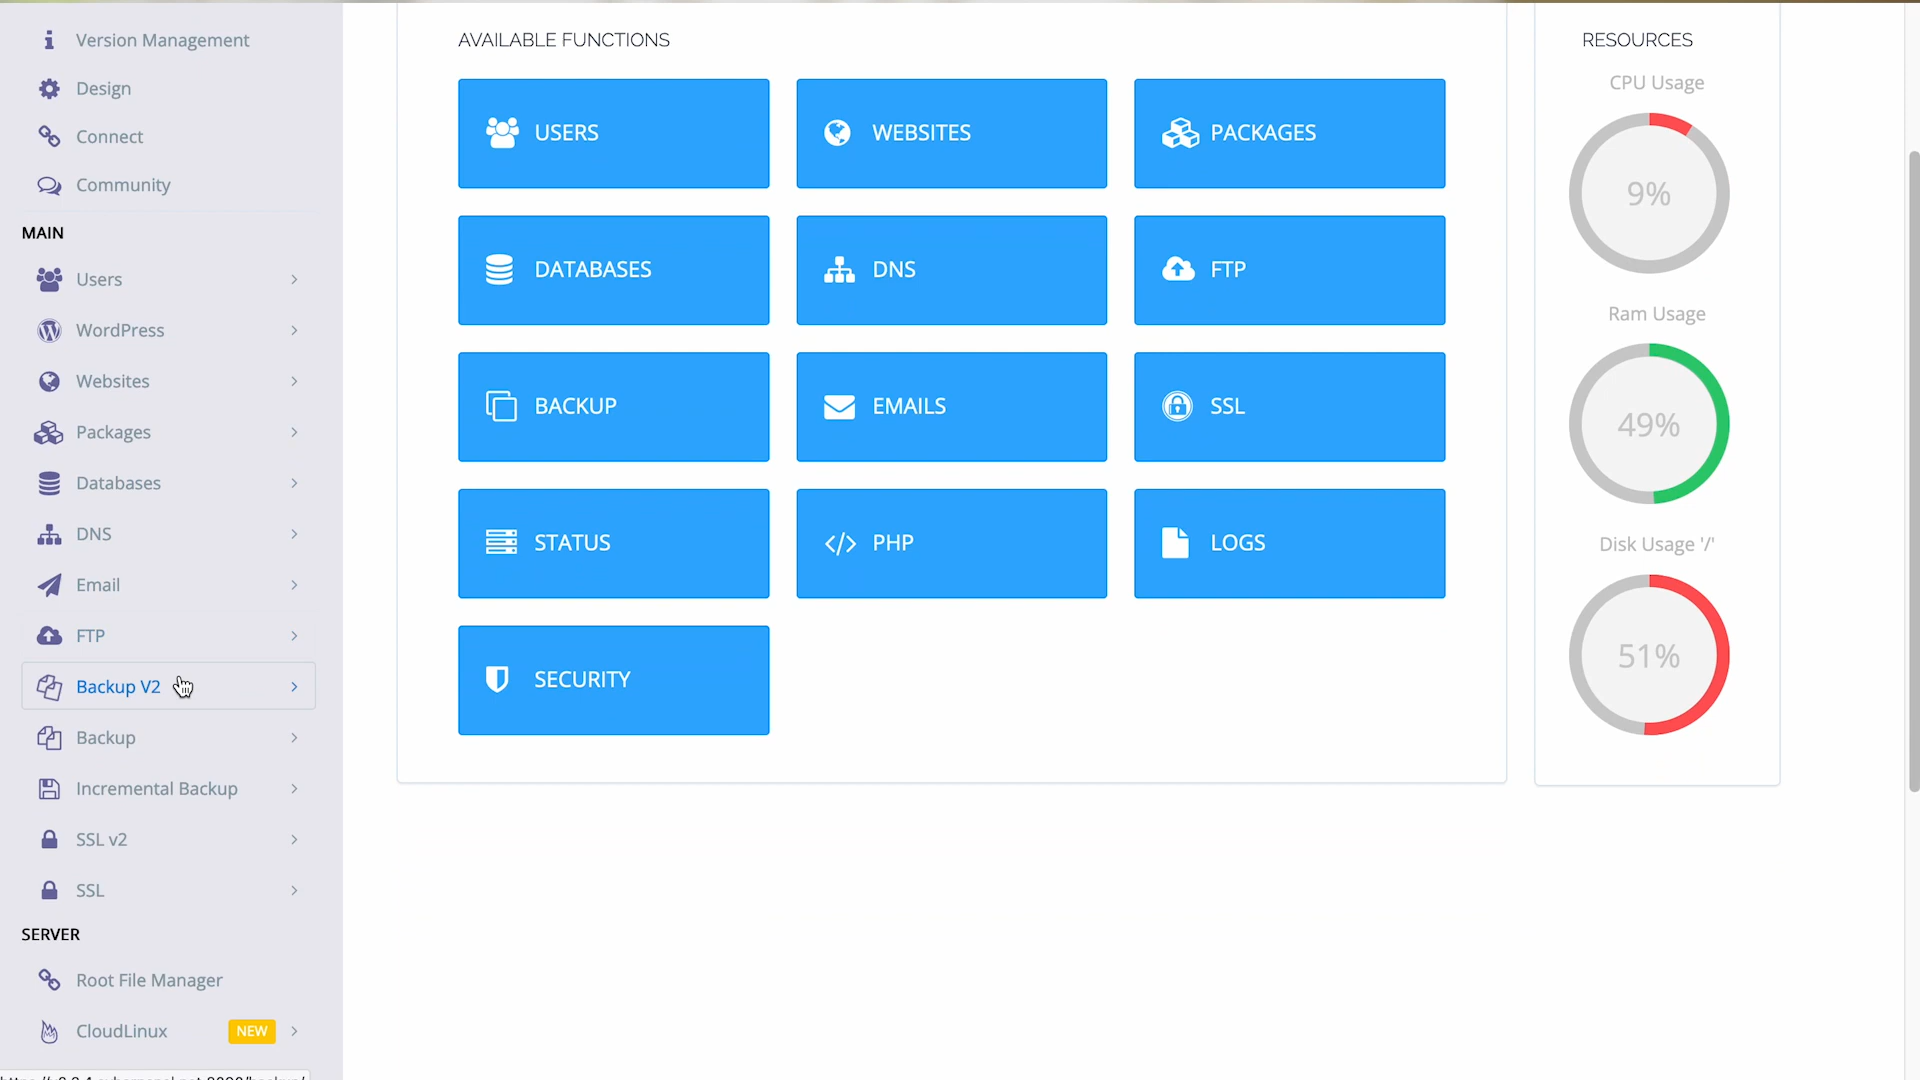 Version Management
Design
Connect
Community
MAIN
Users
WordPress
Websites
Packages
Databases
DNS
Email
FTP
Backup V2
Backup
Incremental Backup
SSL v2
SSL
SERVER
Root File Manager
CloudLinux NEW
AVAILABLE FUNCTIONS
USERS
WEBSITES
PACKAGES
DATABASES
DNS
FTP
BACKUP
EMAILS
SSL
STATUS
PHP
LOGS
SECURITY
RESOURCES
CPU Usage
9%
Ram Usage
49%
Disk Usage '/'
51%